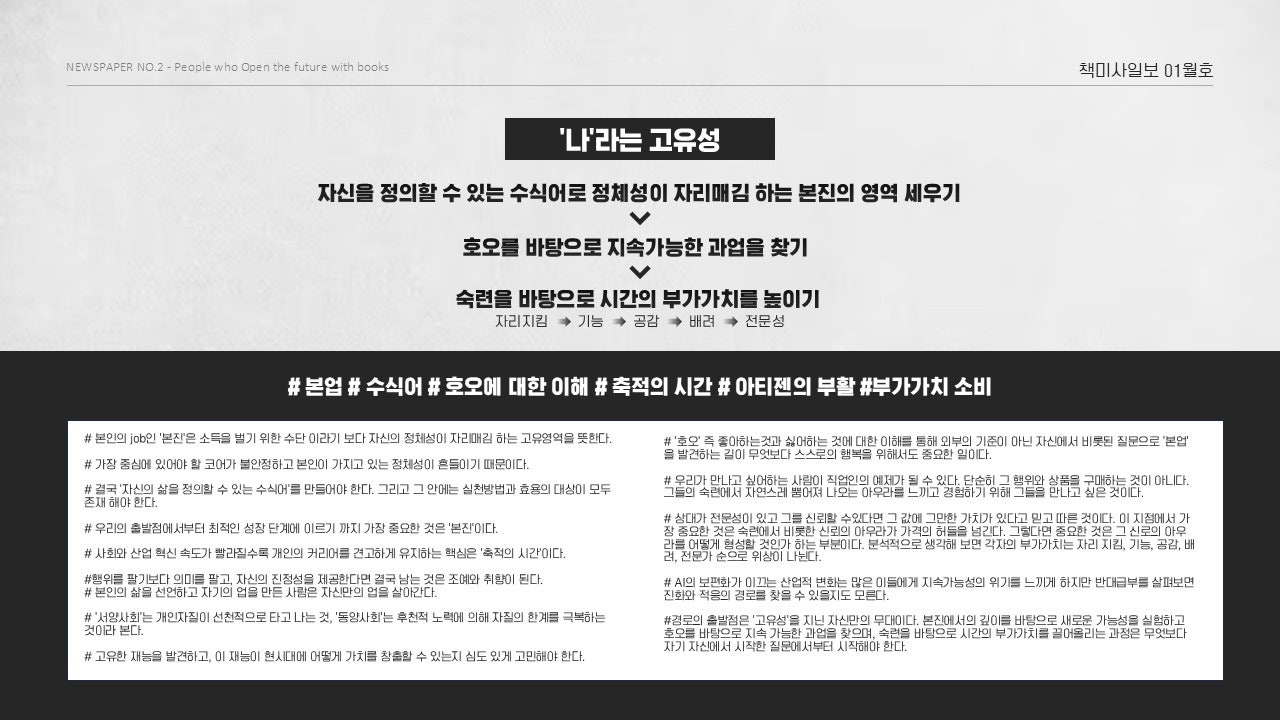 NEWSPAPER NO.2 - People who Open the future with books
책미사일보 01월호
'나'라는 고유성
자신을 정의할 수 있는 수식어로 정체성이 자리매김 하는 본진의 영역 세우기
호오를 바탕으로 지속가능한 과업을 찾기
숙련을 바탕으로 시간의 부가가치를 높이기
자리지킴 → 기능 → 공감 → 배려 → 전문성
# 본업 # 수식어 # 호오에 대한 이해 # 축적의 시간 # 아티젠의 부활 #부가가치 소비
# 본인의 job인 '본진'은 소득을 벌기 위한 수단 이라기 보다 자신의 정체성이 자리매김 하는 고유영역을 뜻한다.
# 가장 중심에 있어야 할 코어가 불안정하고 본인이 가지고 있는 정체성이 흔들이기 때문이다.
# 결국 '자신의 삶을 정의할 수 있는 수식어'를 만들어야 한다. 그리고 그 안에는 실천방법과 효용의 대상이 모두
존재 해야 한다.
# 우리의 출발점에서부터 최적인 성장 단계에 이르기 까지 가장 중요한 것은 '본진'이다.
# 사회와 산업 혁신 속도가 빨라질수록 개인의 커리어를 견고하게 유지하는 핵심은 '축적의 시간'이다.
#행위를 팔기보다 의미를 팔고, 자신의 진정성을 제공한다면 결국 남는 것은 조예와 취향이 된다.
# 본인의 삶을 선언하고 자기의 업을 만든 사람은 자신만의 업을 살아간다.
# '서양사회'는 개인자질이 선천적으로 타고 나는 것, '동양사회'는 후천적 노력에 의해 자질의 한계를 극복하는
것이라 본다.
# 고유한 재능을 발견하고, 이 재능이 현시대에 어떻게 가치를 창출할 수 있는지 심도 있게 고민해야 한다.
# '호오' 즉 좋아하는것과 싫어하는 것에 대한 이해를 통해 외부의 기준이 아닌 자신에서 비롯된 질문으로 '본업'
을 발견하는 길이 무엇보다 스스로의 행복을 위해서도 중요한 일이다.
# 우리가 만나고 싶어하는 사람이 직업인의 예제가 될 수 있다. 단순히 그 행위와 상품을 구매하는 것이 아니다.
그들의 숙련에서 자연스레 뿜어져 나오는 아우라를 느끼고 경험하기 위해 그들을 만나고 싶은 것이다.
# 상대가 전문성이 있고 그를 신뢰할 수있다면 그 값에 그만한 가치가 있다고 믿고 따른 것이다. 이 지점에서 가
장 중요한 것은 숙련에서 비롯한 신뢰의 아우라가 가격의 허들을 넘긴다. 그렇다면 중요한 것은 그 신로의 아우
라를 어떻게 형성할 것인가 하는 부분이다. 분석적으로 생각해 보면 각자의 부가가치는 자리 지킴, 기능, 공감, 배
려, 전문가 순으로 위상이 나뉜다.
# AI의 보편화가 이끄는 산업적 변화는 많은 이들에게 지속가능성의 위기를 느끼게 하지만 반대급부를 살펴보면
진화와 적응의 경로를 찾을 수 있을지도 모른다.
#경로의 출발점은 '고유성'을 지닌 자신만의 무대이다. 본진에서의 깊이를 바탕으로 새로운 가능성을 실험하고
호오를 바탕으로 지속 가능한 과업을 찾으며, 숙련을 바탕으로 시간의 부가가치를 끌어올리는 과정은 무엇보다
자기 자신에서 시작한 질문에서부터 시작해야 한다.